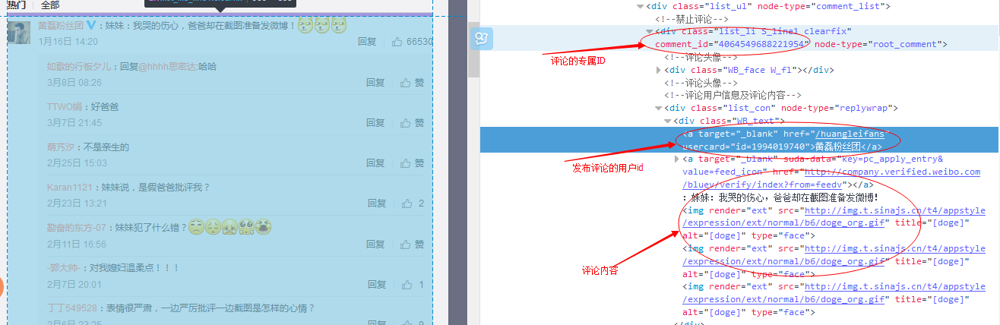 热门 | 全部
黄磊粉丝团：妹妹：我哭的伤心，爸爸却在截图准备发微博！
1月16日 14:20 回复 66530
如歌的行板夕儿：回复@hhhh思密达:哈哈
3月8日 08:26 回复 赞
TTWO娟：好爸爸
3月7日 21:45 回复 赞
萌艿汐：不是亲生的
2月25日 15:03 回复 赞
Karan1121：妹妹说，是假爸爸批评我？
2月23日 13:21 回复 2
勐奋的东方-07：妹妹犯了什么错？
2月11日 16:56 回复 赞
-郭大帅-：对我媳妇温柔点！！！
2月7日 20:01 回复 1
丁丁549528：表情很严肃，一边严厉批评一边截图是怎样的心情？
2月6日 23:25 回复 9
<div class="list_ul" node-type="comment_list">
<!--禁止评论-->
<div class="list_li S_line1 clearfix"
comment_id="4064549688221954" node-type="root_comment">
评论的专属ID
<!--评论头像-->
<div class="WB_face W_fl"></div>
<!--评论头像-->
<!--评论用户信息及评论内容-->
<div class="list_con" node-type="replywrap">
<div class="WB_text">
<a target="_blank" href="/huangleifans"
usercard="id=1994019740">黄磊粉丝团</a>
发布评论的用户id
<a target="_blank" suda-data="key=pc_apply_entry&
value=feed_icon" href="http://company.verified.weibo.com
/bluev/verify/index?from=feedv"></a>
：妹妹：我哭的伤心，爸爸却在截图准备发微博！
<img render="ext" src="http://img.t.sinajs.cn/t4/appstyle
/expression/ext/normal/b6/doge_org.gif" title="[doge]"
alt="[doge]" type="face">
<img render="ext" src="http://img.t.sinajs.cn/t4/appstyle
/expression/ext/normal/b6/doge_org.gif" title="[doge]"
alt="[doge]" type="face">
评论内容
<img render="ext" src="http://img.t.sinajs.cn/t4/appstyle
/expression/ext/normal/b6/doge_org.gif" title="[doge]"
alt="[doge]" type="face">